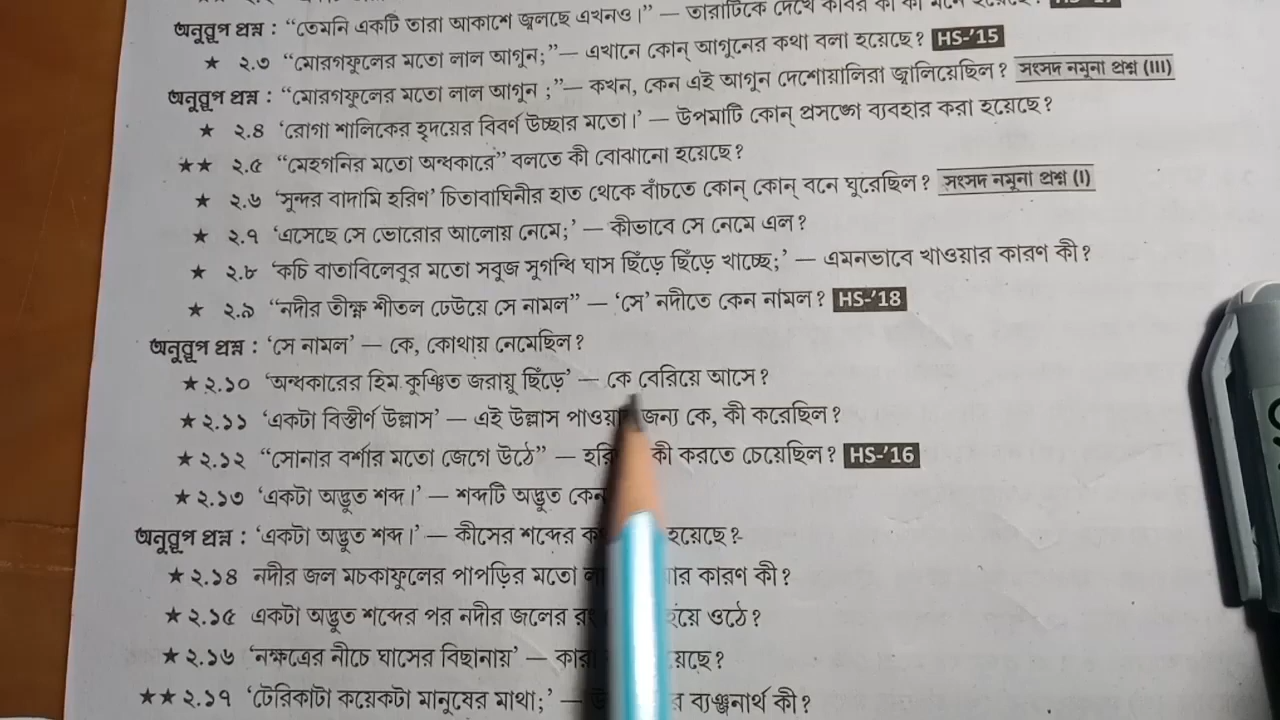 অনুরূপ প্রশ্ন : “তেমনি একটি তারা আকাশে জ্বলছে এখনও।” — তারাটিকে দেখে কবির কী কী মনে হয়েছে?
★ ২.৩ “মোরগফুলের মতো লাল আগুন;”— এখানে কোন্ আগুনের কথা বলা হয়েছে? HS-’15
অনুরূপ প্রশ্ন : “মোরগফুলের মতো লাল আগুন ;”— কখন, কেন এই আগুন দেশোয়ালিরা জ্বালিয়েছিল? সংসদ নমুনা প্রশ্ন (III)
★ ২.৪ ‘রোগা শালিকের হৃদয়ের বিবর্ণ ইচ্ছার মতো।’ — উপমাটি কোন্ প্রসঙ্গে ব্যবহার করা হয়েছে?
★★ ২.৫ “মেহগনির মতো অন্ধকারে” বলতে কী বোঝানো হয়েছে?
★ ২.৬ ‘সুন্দর বাদামি হরিণ’ চিতাবাঘিনীর হাত থেকে বাঁচতে কোন্ কোন্ বনে ঘুরেছিল? সংসদ নমুনা প্রশ্ন (I)
★ ২.৭ ‘এসেছে সে ভোরের আলোয় নেমে;’ — কীভাবে সে নেমে এল?
★ ২.৮ ‘কচি বাতাবিলেবুর মতো সবুজ সুগন্ধি ঘাস ছিঁড়ে ছিঁড়ে খাচ্ছে;’ — এমনভাবে খাওয়ার কারণ কী?
★ ২.৯ “নদীর তীক্ষ্ণ শীতল ঢেউয়ে সে নামল” — ‘সে’ নদীতে কেন নামল? HS-’18
অনুরূপ প্রশ্ন : ‘সে নামল’ — কে, কোথায় নেমেছিল?
★ ২.১০ ‘অন্ধকারের হিম কুঞ্চিত জরায়ু ছিঁড়ে’ — কে বেরিয়ে আসে?
★ ২.১১ ‘একটা বিস্তীর্ণ উল্লাস’ — এই উল্লাস পাওয়ার জন্য কে, কী করেছিল?
★ ২.১২ “সোনার বর্শার মতো জেগে উঠে” — হরি কী করতে চেয়েছিল? HS-’16
★ ২.১৩ ‘একটা অদ্ভুত শব্দ।’ — শব্দটি অদ্ভুত কেন
অনুরূপ প্রশ্ন : ‘একটা অদ্ভুত শব্দ।’ — কীসের শব্দের হয়েছে?
★ ২.১৪ নদীর জল মচকাফুলের পাপড়ির মতো কারণ কী?
★ ২.১৫ একটা অদ্ভুত শব্দের পর নদীর জলের হয়ে ওঠে?
★ ২.১৬ ‘নক্ষত্রের নীচে ঘাসের বিছানায়’ —
★★ ২.১৭ ‘টেরিকাটা কয়েকটা মানুষের মাথা;’ — ব্যঞ্জনার্থ কী?